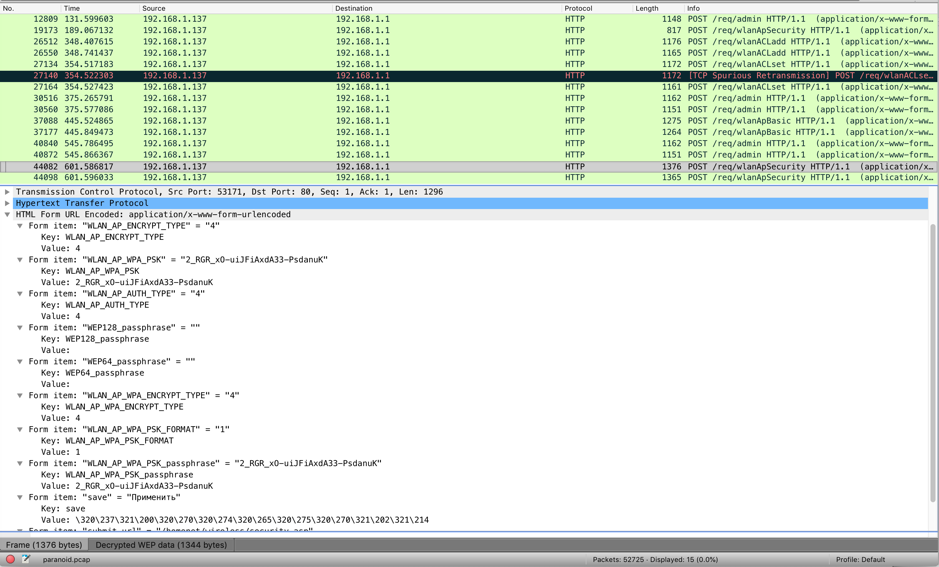 No. Time Source Destination Protocol Length Info
12809 131.599603 192.168.1.137 192.168.1.1 HTTP 1148 POST /req/admin HTTP/1.1 (application/x-www-form…
19173 189.067132 192.168.1.137 192.168.1.1 HTTP 817 POST /req/wlanApSecurity HTTP/1.1 (application/x-w…
26512 348.407615 192.168.1.137 192.168.1.1 HTTP 1176 POST /req/wlanACLadd HTTP/1.1 (application/x-www-…
26550 348.741437 192.168.1.137 192.168.1.1 HTTP 1165 POST /req/wlanACLadd HTTP/1.1 (application/x-www-…
27134 354.517183 192.168.1.137 192.168.1.1 HTTP 1172 POST /req/wlanACLset HTTP/1.1 (application/x-www-…
27140 354.522303 192.168.1.137 192.168.1.1 HTTP 1172 [TCP Spurious Retransmission] POST /req/wlanACLse…
27164 354.527423 192.168.1.137 192.168.1.1 HTTP 1161 POST /req/wlanACLset HTTP/1.1 (application/x-www-…
30516 375.265791 192.168.1.137 192.168.1.1 HTTP 1162 POST /req/admin HTTP/1.1 (application/x-www-form…
30560 375.577086 192.168.1.137 192.168.1.1 HTTP 1151 POST /req/admin HTTP/1.1 (application/x-www-form…
37088 445.524865 192.168.1.137 192.168.1.1 HTTP 1275 POST /req/wlanApBasic HTTP/1.1 (application/x-www…
37177 445.849473 192.168.1.137 192.168.1.1 HTTP 1264 POST /req/wlanApBasic HTTP/1.1 (application/x-www…
40840 545.786495 192.168.1.137 192.168.1.1 HTTP 1162 POST /req/admin HTTP/1.1 (application/x-www-form…
40872 545.866367 192.168.1.137 192.168.1.1 HTTP 1151 POST /req/admin HTTP/1.1 (application/x-www-form…
44082 601.586817 192.168.1.137 192.168.1.1 HTTP 1376 POST /req/wlanApSecurity HTTP/1.1 (application/x-…
44098 601.596033 192.168.1.137 192.168.1.1 HTTP 1365 POST /req/wlanApSecurity HTTP/1.1 (application/x-…
Transmission Control Protocol, Src Port: 53171, Dst Port: 80, Seq: 1, Ack: 1, Len: 1296
Hypertext Transfer Protocol
HTML Form URL Encoded: application/x-www-form-urlencoded
Form item: "WLAN_AP_ENCRYPT_TYPE" = "4"
Key: WLAN_AP_ENCRYPT_TYPE
Value: 4
Form item: "WLAN_AP_WPA_PSK" = "2_RGR_xO-uiJFiAxdA33-PsdanuK"
Key: WLAN_AP_WPA_PSK
Value: 2_RGR_xO-uiJFiAxdA33-PsdanuK
Form item: "WLAN_AP_AUTH_TYPE" = "4"
Key: WLAN_AP_AUTH_TYPE
Value: 4
Form item: "WEP128_passphrase" = ""
Key: WEP128_passphrase
Value:
Form item: "WEP64_passphrase" = ""
Key: WEP64_passphrase
Value:
Form item: "WLAN_AP_WPA_ENCRYPT_TYPE" = "4"
Key: WLAN_AP_WPA_ENCRYPT_TYPE
Value: 4
Form item: "WLAN_AP_WPA_PSK_FORMAT" = "1"
Key: WLAN_AP_WPA_PSK_FORMAT
Value: 1
Form item: "WLAN_AP_WPA_PSK_passphrase" = "2_RGR_xO-uiJFiAxdA33-PsdanuK"
Key: WLAN_AP_WPA_PSK_passphrase
Value: 2_RGR_xO-uiJFiAxdA33-PsdanuK
Form item: "save" = "Применить"
Key: save
Value: \320\237\321\200\320\270\320\274\320\265\320\275\320\270\321\202\321\214
Form item: "submit_url" = "/homenet/wireless/security.asp"
Frame (1376 bytes) Decrypted WEP data (1344 bytes)
paranoid.pcap Packets: 52725 · Displayed: 15 (0.0%) Profile: Default